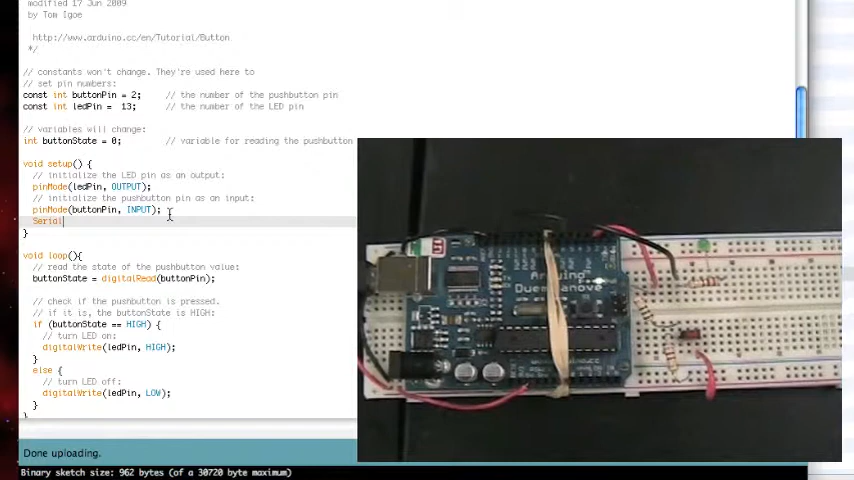 modified 17 Jun 2009
by Tom Igoe
http://www.arduino.cc/en/Tutorial/Button
*/
// constants won't change. They're used here to
// set pin numbers:
const int buttonPin = 2;     // the number of the pushbutton pin
const int ledPin =  13;      // the number of the LED pin
// variables will change:
int buttonState = 0;         // variable for reading the pushbutton
void setup() {
// initialize the LED pin as an output:
pinMode(ledPin, OUTPUT);
// initialize the pushbutton pin as an input:
pinMode(buttonPin, INPUT);
Serial
}
void loop(){
// read the state of the pushbutton value:
buttonState = digitalRead(buttonPin);
// check if the pushbutton is pressed.
// if it is, the buttonState is HIGH:
if (buttonState == HIGH) {
// turn LED on:
digitalWrite(ledPin, HIGH);
}
else {
// turn LED off:
digitalWrite(ledPin, LOW);
}
Done uploading.
Binary sketch size: 962 bytes (of a 30720 byte maximum)
Arduino